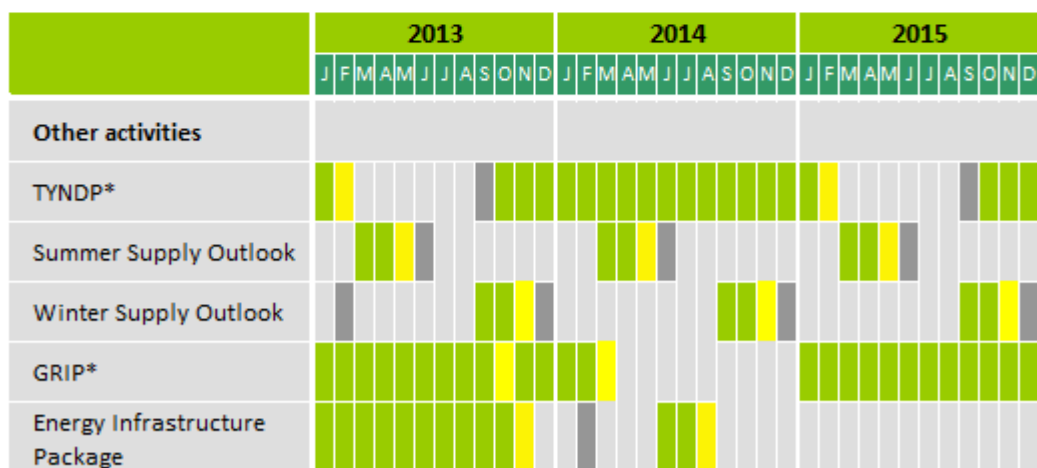 2013 2014 2015
J F M A M J J A S O N D J F M A M J J A S O N D J F M A M J J A S O N D
Other activities
TYNDP*
Summer Supply Outlook
Winter Supply Outlook
GRIP*
Energy Infrastructure
Package